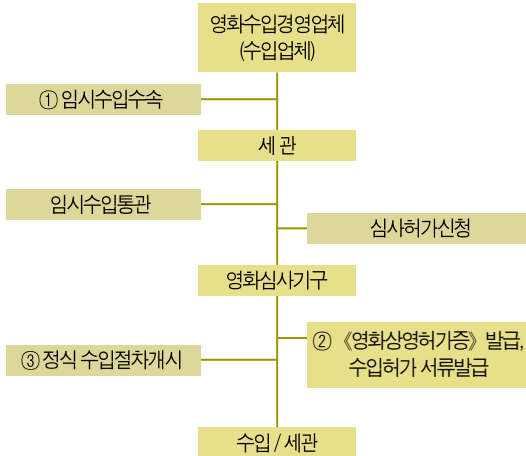 영화수입경영업체
(수입업체)
① 임시수입수속
세 관
임시수입통관
심사허가신청
영화심사기구
② 《영화상영허가증》 발급,
수입허가 서류발급
③ 정식 수입절차개시
수입 / 세관